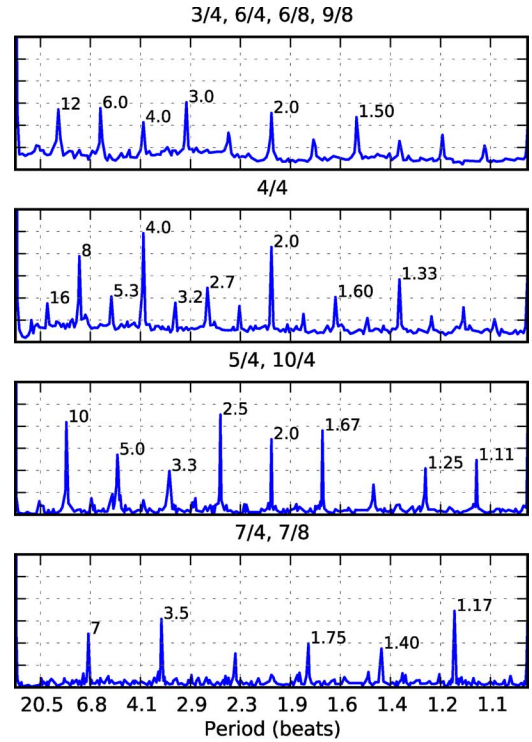 3/4, 6/4, 6/8, 9/8
12 6.0 4.0 3.0 2.0 1.50
4/4
16 8 5.3 4.0 3.2 2.7 2.0 1.60 1.33
5/4, 10/4
10 5.0 3.3 2.5 2.0 1.67 1.25 1.11
7/4, 7/8
7 3.5 1.75 1.40 1.17
20.5 6.8 4.1 2.9 2.3 1.9 1.6 1.4 1.2 1.1
Period (beats)